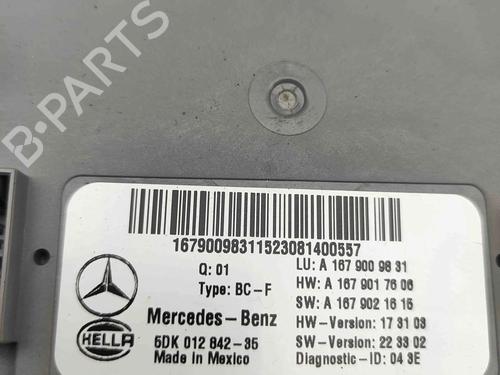 B-PARTS
16790098311523081400557
Q: 01
Type: BC-F
Mercedes-Benz
5DK 012 842-35
Made in Mexico
LU: A 167 900 98 31
HW: A 167 901 76 06
SW: A 167 902 16 15
HW-Version: 17 31 03
SW-Version: 22 33 02
Diagnostic-ID: 04 3E
HELLA